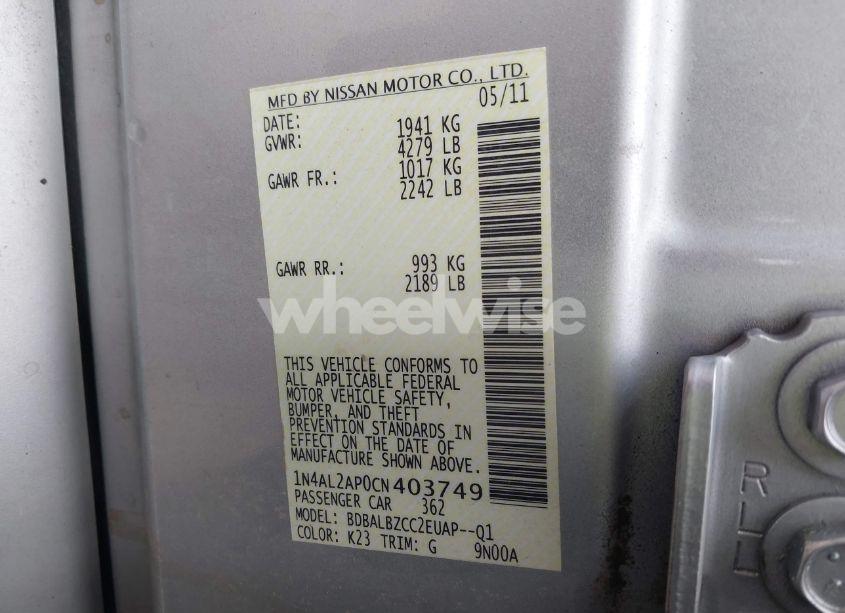 MFD BY NISSAN MOTOR CO., LTD.
DATE: 05/11
GVWR: 1941 KG
4279 LB
GAWR FR.: 1017 KG
2242 LB
GAWR RR.: 993 KG
2189 LB
wheelwise
THIS VEHICLE CONFORMS TO
ALL APPLICABLE FEDERAL
MOTOR VEHICLE SAFETY,
BUMPER, AND THEFT
PREVENTION STANDARDS IN
EFFECT ON THE DATE OF
MANUFACTURE SHOWN ABOVE.
1N4AL2AP0CN403749
PASSENGER CAR 362
MODEL: BDBALBZCC2EUAP--Q1
COLOR: K23 TRIM: G 9N00A